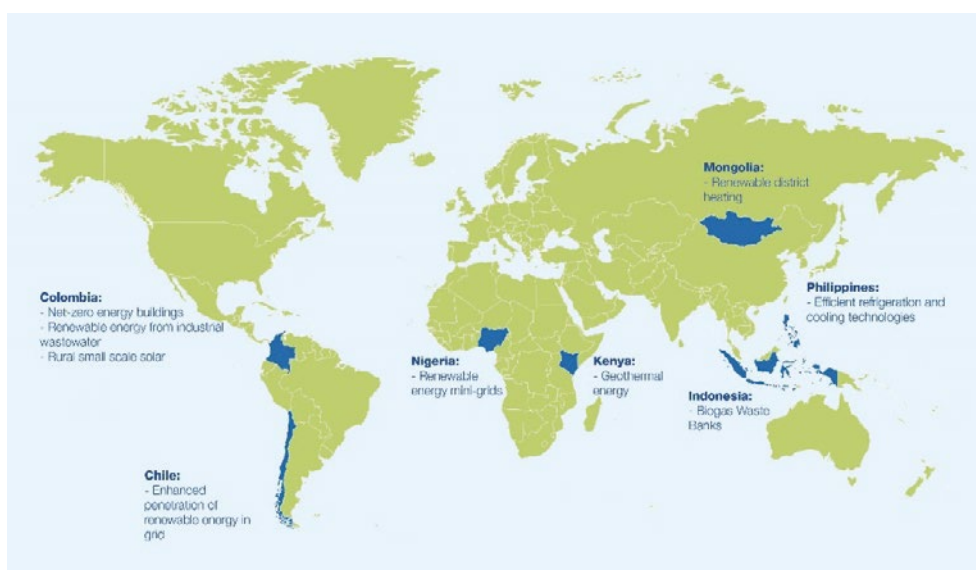 Mongolia:
- Renewable district
heating
Colombia:
- Net-zero energy buildings
- Renewable energy from industrial
wastewater
- Rural small scale solar
Philippines:
- Efficient refrigeration and
cooling technologies
Nigeria:
- Renewable
energy mini-grids
Kenya:
- Geothermal
energy
Indonesia:
- Biogas Waste
Banks
Chile:
- Enhanced
penetration of
renewable energy in
grid